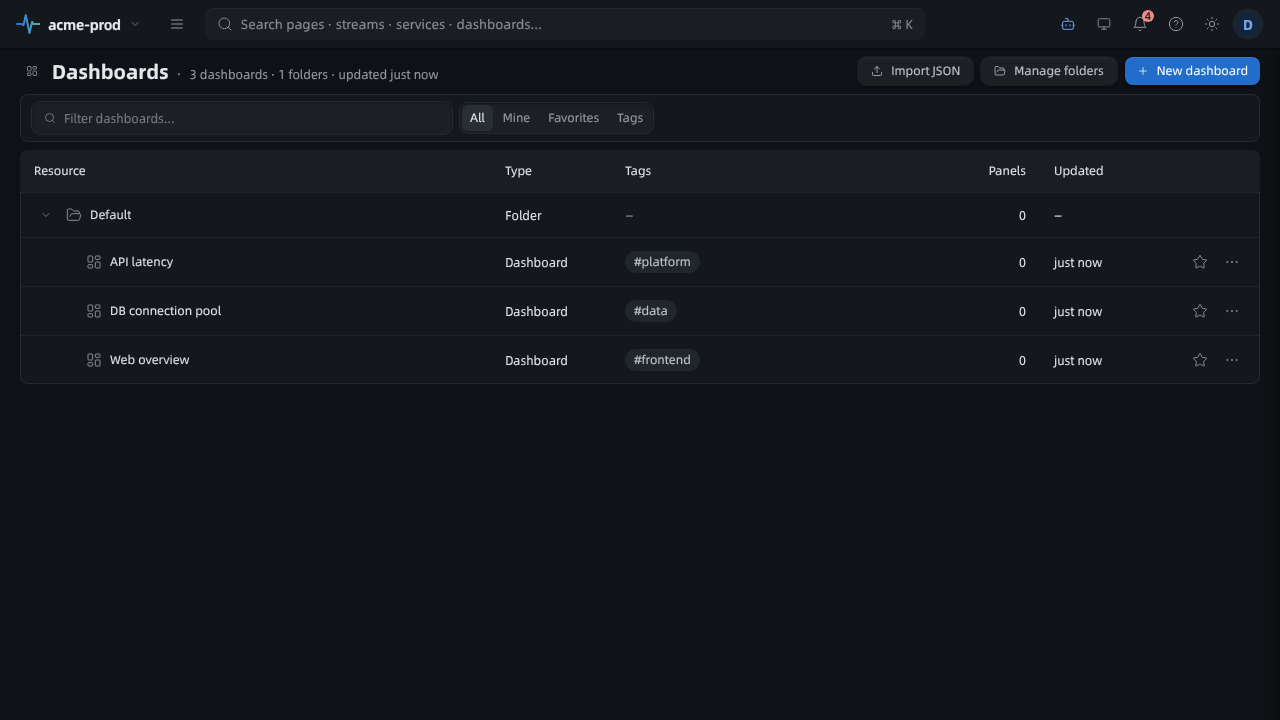 acme-prod
Search pages · streams · services · dashboards...
⌘ K
4
D
Dashboards · 3 dashboards · 1 folders · updated just now
Import JSON
Manage folders
New dashboard
Filter dashboards...
All Mine Favorites Tags
Resource Type Tags Panels Updated
Default Folder – 0 –
API latency Dashboard #platform 0 just now
DB connection pool Dashboard #data 0 just now
Web overview Dashboard #frontend 0 just now